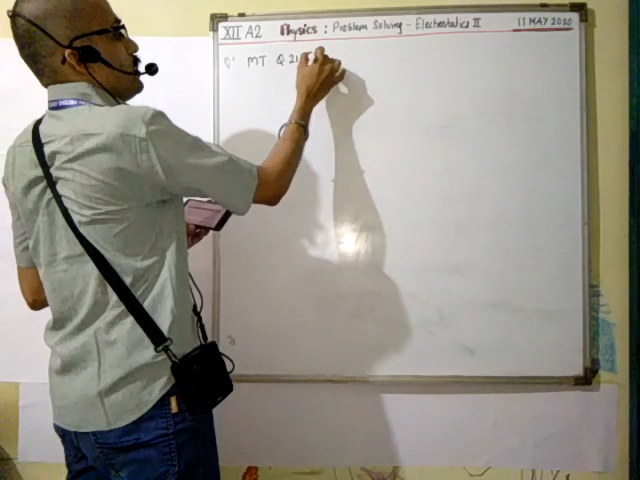 XII A2 Physics : Problem Solving - Electrostatics II 11 MAY 2020
Q: MT Q 21